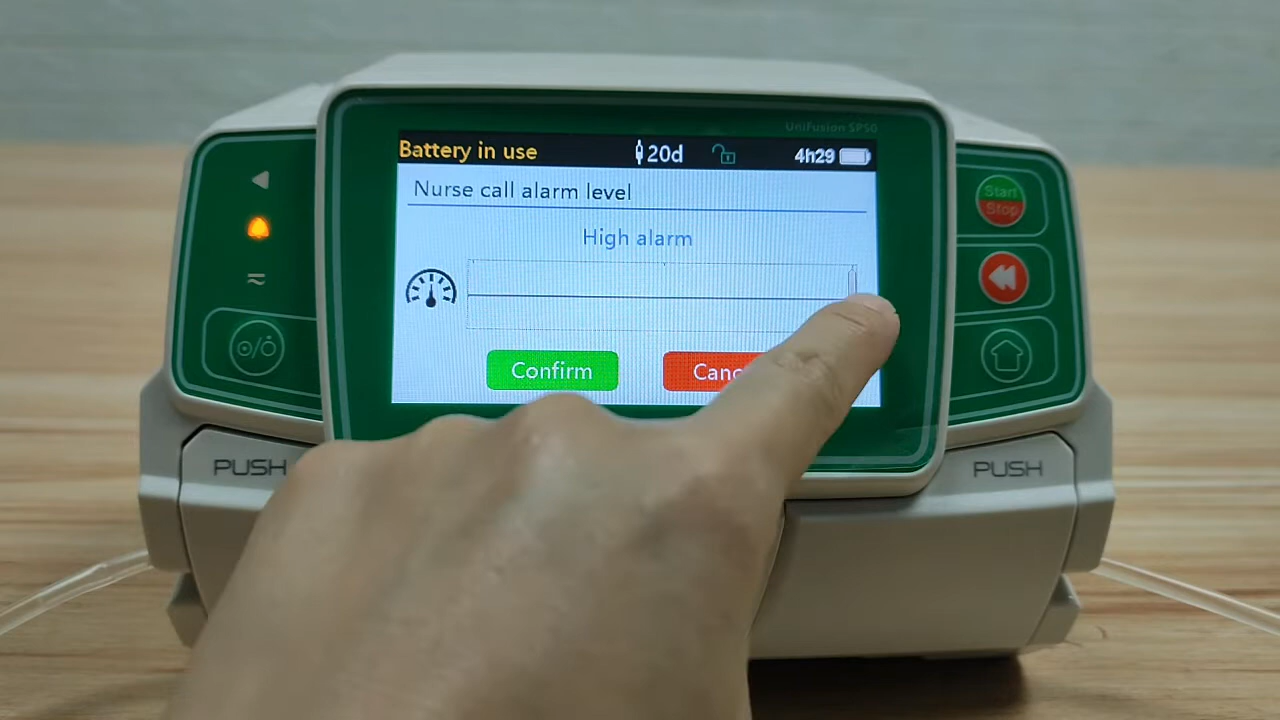 UniFusion SP50
Battery in use 20d 4h29
Nurse call alarm level
High alarm
Confirm
Start
Stop
PUSH
PUSH